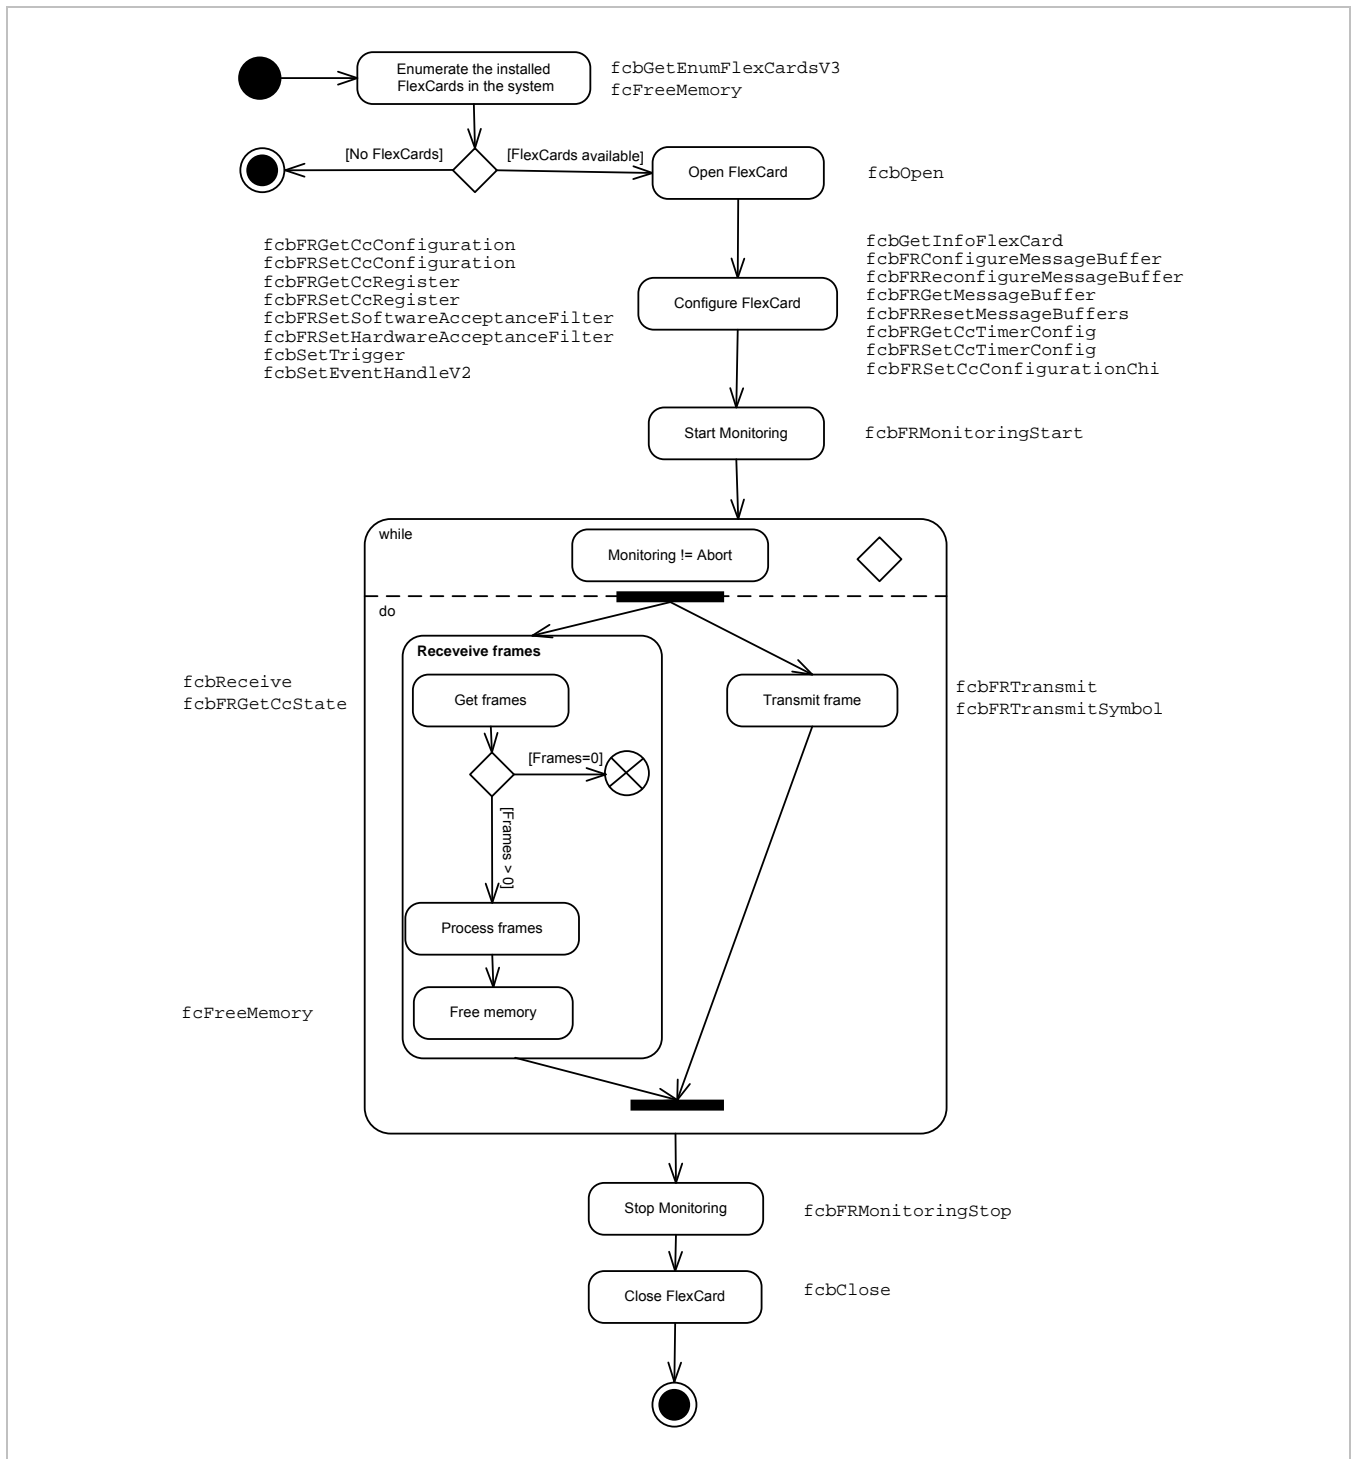 Enumerate the installed
FlexCards in the system
fcbGetEnumFlexCardsV3
fcFreeMemory
[No FlexCards]
[FlexCards available]
Open FlexCard
fcbOpen
fcbFRGetCcConfiguration
fcbFRSetCcConfiguration
fcbFRGetCcRegister
fcbFRSetCcRegister
fcbFRSetSoftwareAcceptanceFilter
fcbFRSetHardwareAcceptanceFilter
fcbSetTrigger
fcbSetEventHandleV2
Configure FlexCard
fcbGetInfoFlexCard
fcbFRConfigureMessageBuffer
fcbFRReconfigureMessageBuffer
fcbFRGetMessageBuffer
fcbFRResetMessageBuffers
fcbFRGetCcTimerConfig
fcbFRSetCcTimerConfig
fcbFRSetCcConfigurationChi
Start Monitoring
fcbFRMonitoringStart
while
Monitoring != Abort
do
Receveive frames
fcbReceive
fcbFRGetCcState
Get frames
Transmit frame
fcbFRTransmit
fcbFRTransmitSymbol
[Frames=0]
[Frames > 0]
Process frames
fcFreeMemory
Free memory
Stop Monitoring
fcbFRMonitoringStop
Close FlexCard
fcbClose